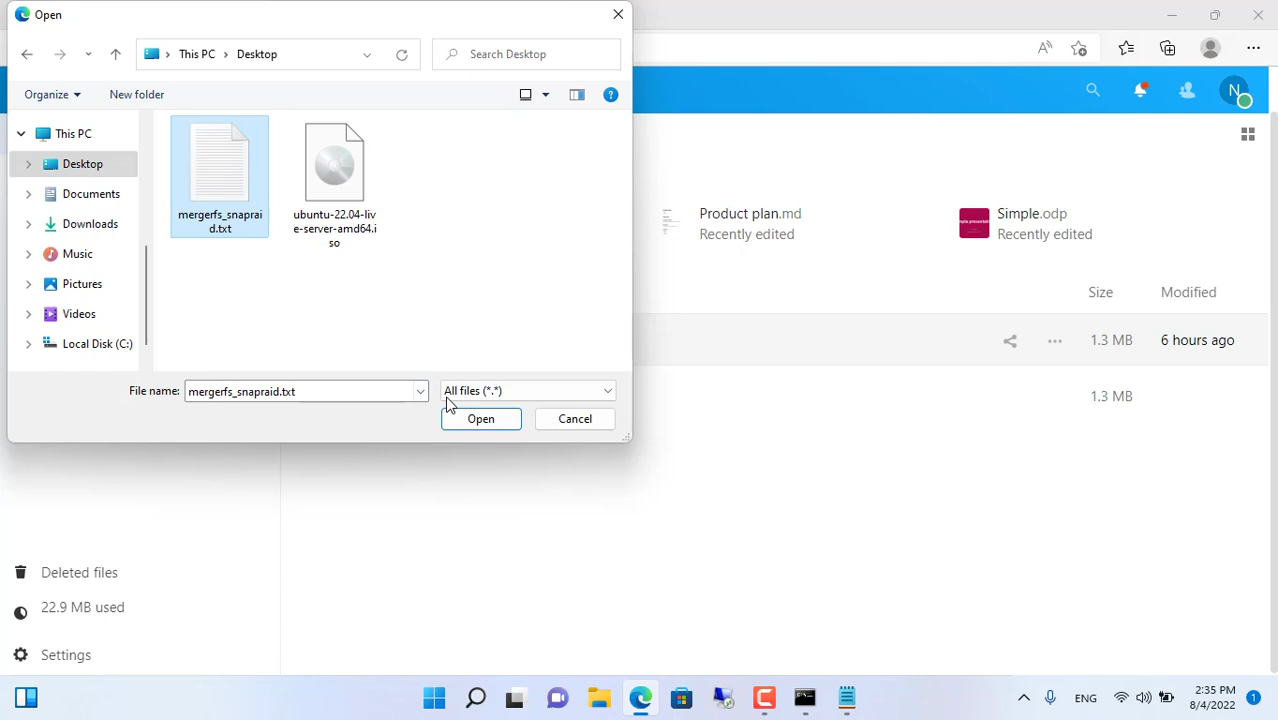 Open
This PC
Desktop
Search Desktop
Organize
New folder
This PC
Desktop
Documents
Downloads
Music
Pictures
Videos
Local Disk (C:)
mergerfs_snaprai
d.txt
ubuntu-22.04-liv
e-server-amd64.i
so
File name:
mergerfs_snapraid.txt
All files (*.*)
Open
Cancel
N
Product plan.md
Recently edited
Simple.odp
Recently edited
Size
Modified
1.3 MB
6 hours ago
1.3 MB
Deleted files
22.9 MB used
Settings
ENG
2:35 PM
8/4/2022
1